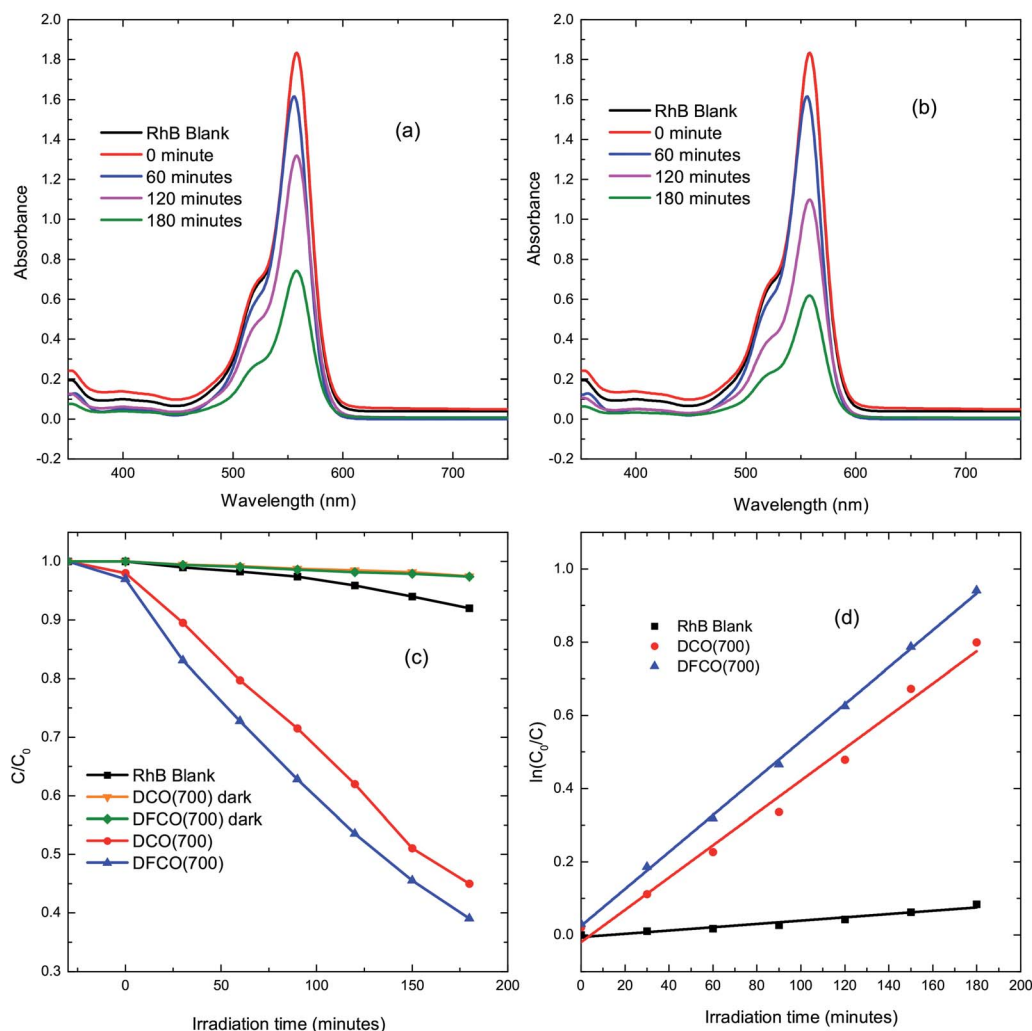 2.0
1.8
1.6
1.4
1.2
1.0
0.8
0.6
0.4
0.2
0.0
-0.2
Absorbance
RhB Blank
0 minute
60 minutes
120 minutes
180 minutes
(a)
400 500 600 700
Wavelength (nm)
2.0
1.8
1.6
1.4
1.2
1.0
0.8
0.6
0.4
0.2
0.0
-0.2
Absorbance
RhB Blank
0 minute
60 minutes
120 minutes
180 minutes
(b)
400 500 600 700
Wavelength (nm)
1.0
0.9
0.8
0.7
0.6
0.5
0.4
0.3
C/C₀
(c)
RhB Blank
DCO(700) dark
DFCO(700) dark
DCO(700)
DFCO(700)
0 50 100 150 200
Irradiation time (minutes)
1.0
0.8
0.6
0.4
0.2
0.0
ln(C₀/C)
RhB Blank
DCO(700)
DFCO(700)
(d)
0 20 40 60 80 100 120 140 160 180 200
Irradiation time (minutes)